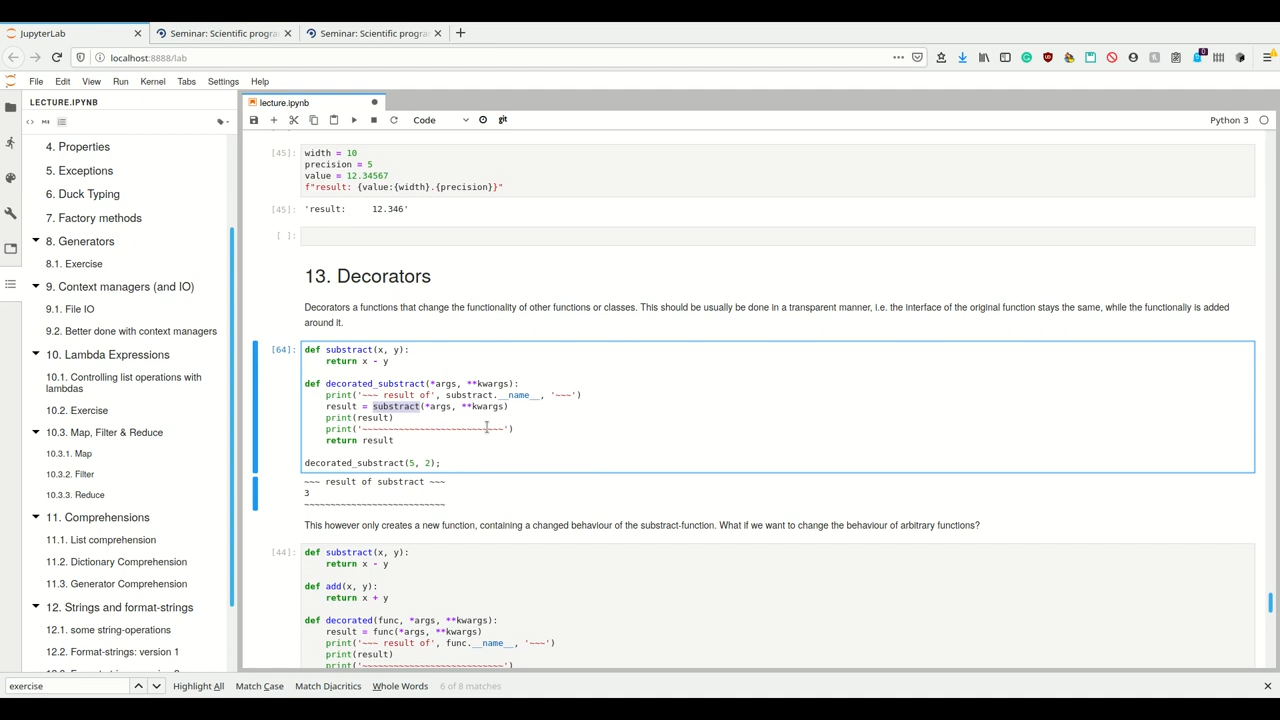 JupyterLab
Seminar: Scientific progra
Seminar: Scientific progra
localhost:8888/lab
File Edit View Run Kernel Tabs Settings Help
LECTURE.IPYNB
4. Properties
5. Exceptions
6. Duck Typing
7. Factory methods
8. Generators
8.1. Exercise
9. Context managers (and IO)
9.1. File IO
9.2. Better done with context managers
10. Lambda Expressions
10.1. Controlling list operations with
lambdas
10.2. Exercise
10.3. Map, Filter & Reduce
10.3.1. Map
10.3.2. Filter
10.3.3. Reduce
11. Comprehensions
11.1. List comprehension
11.2. Dictionary Comprehension
11.3. Generator Comprehension
12. Strings and format-strings
12.1. some string-operations
12.2. Format-strings: version 1
lecture.ipynb
Code
git
Python 3
[45]: width = 10
precision = 5
value = 12.34567
f"result: {value:{width}.{precision}}"
[45]: 'result:     12.346'
[ ]:
13. Decorators
Decorators a functions that change the functionality of other functions or classes. This should be usually be done in a transparent manner, i.e. the interface of the original function stays the same, while the functionaliy is added
around it.
[64]: def substract(x, y):
return x - y
def decorated_substract(*args, **kwargs):
print('~~~ result of', substract.__name__, '~~~')
result = substract(*args, **kwargs)
print(result)
print('~~~~~~~~~~~~~~~~~~~~~~~~~~~')
return result
decorated_substract(5, 2);
~~~ result of substract ~~~
3
~~~~~~~~~~~~~~~~~~~~~~~~~~~
This however only creates a new function, containing a changed behaviour of the substract-function. What if we want to change the behaviour of arbitrary functions?
[44]: def substract(x, y):
return x - y
def add(x, y):
return x + y
def decorated(func, *args, **kwargs):
result = func(*args, **kwargs)
print('~~~ result of', func.__name__, '~~~')
print(result)
print('~~~~~~~~~~~~~~~~~~~~~~~~~~~')
exercise
Highlight All Match Case Match Diacritics Whole Words 6 of 8 matches